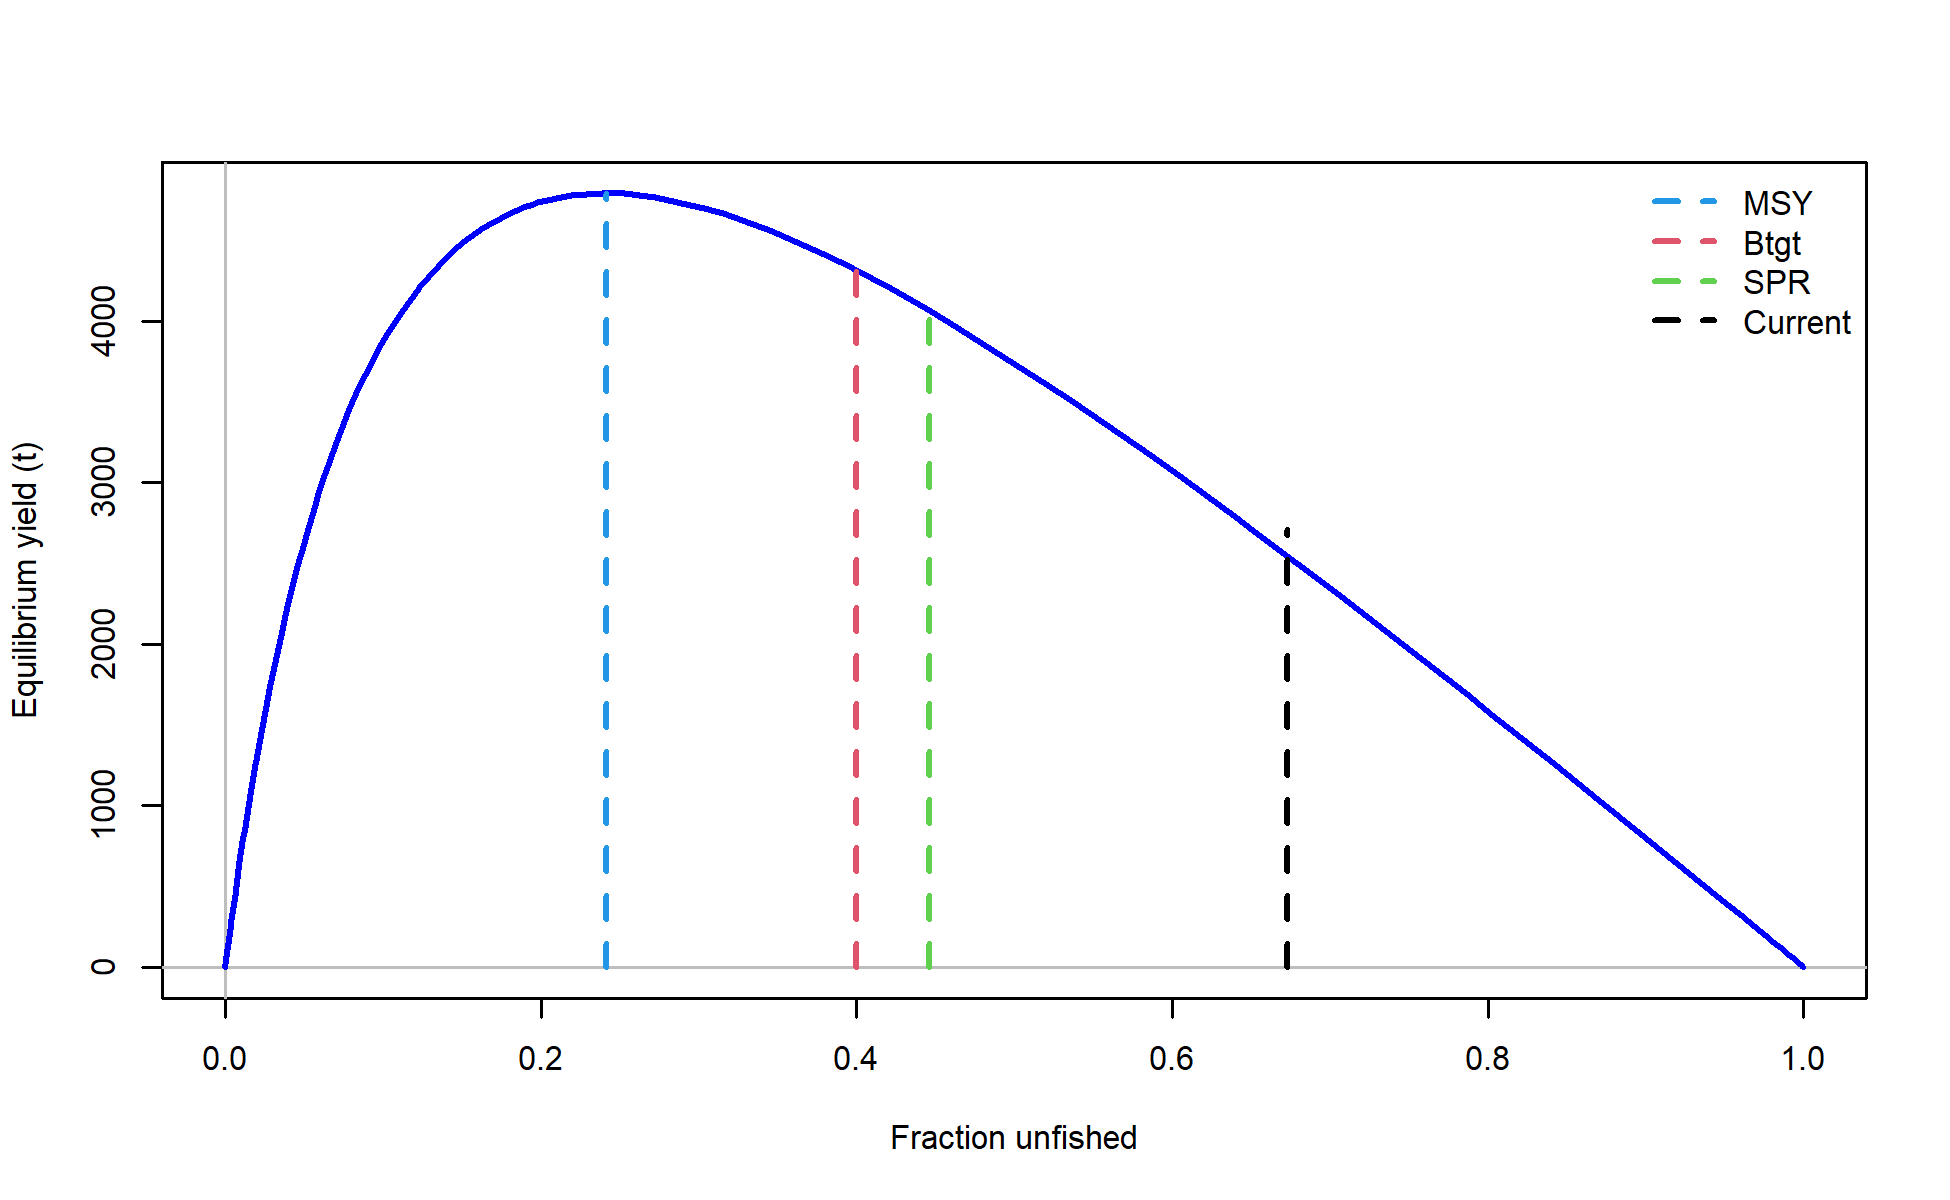 MSY
Btgt
SPR
Current
Equilibrium yield (t)
4000
3000
2000
1000
0
0.0 0.2 0.4 0.6 0.8 1.0
Fraction unfished